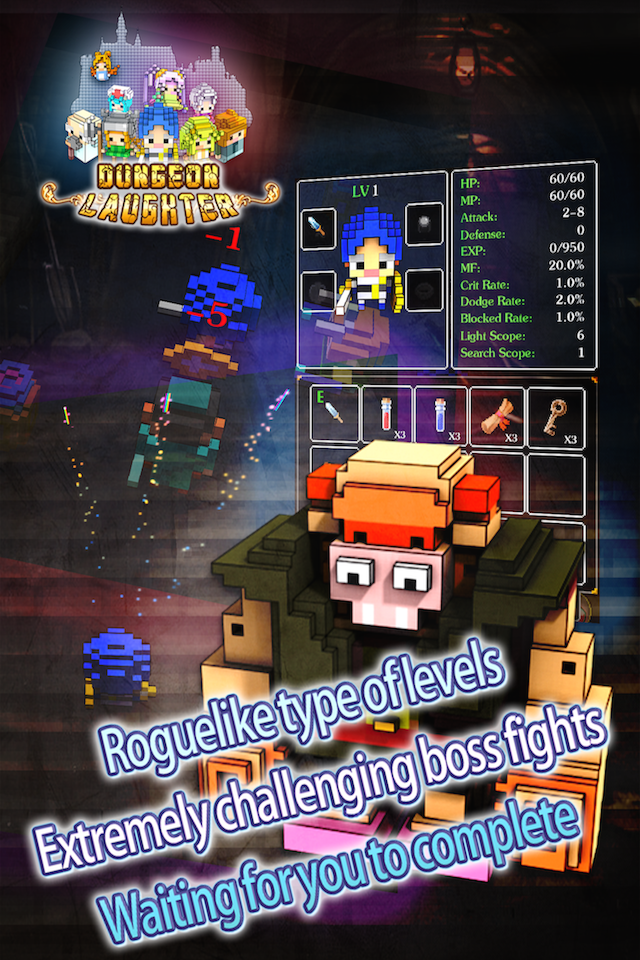 DUNGEON
LAUGHTER
-1
-5
LV 1
HP: 60/60
MP: 60/60
Attack: 2-8
Defense: 0
EXP: 0/950
MF: 20.0%
Crit Rate: 1.0%
Dodge Rate: 2.0%
Blocked Rate: 1.0%
Light Scope: 6
Search Scope: 1
E
X3 X3 X3 X3
Roguelike type of levels
Extremely challenging boss fights
Waiting for you to complete